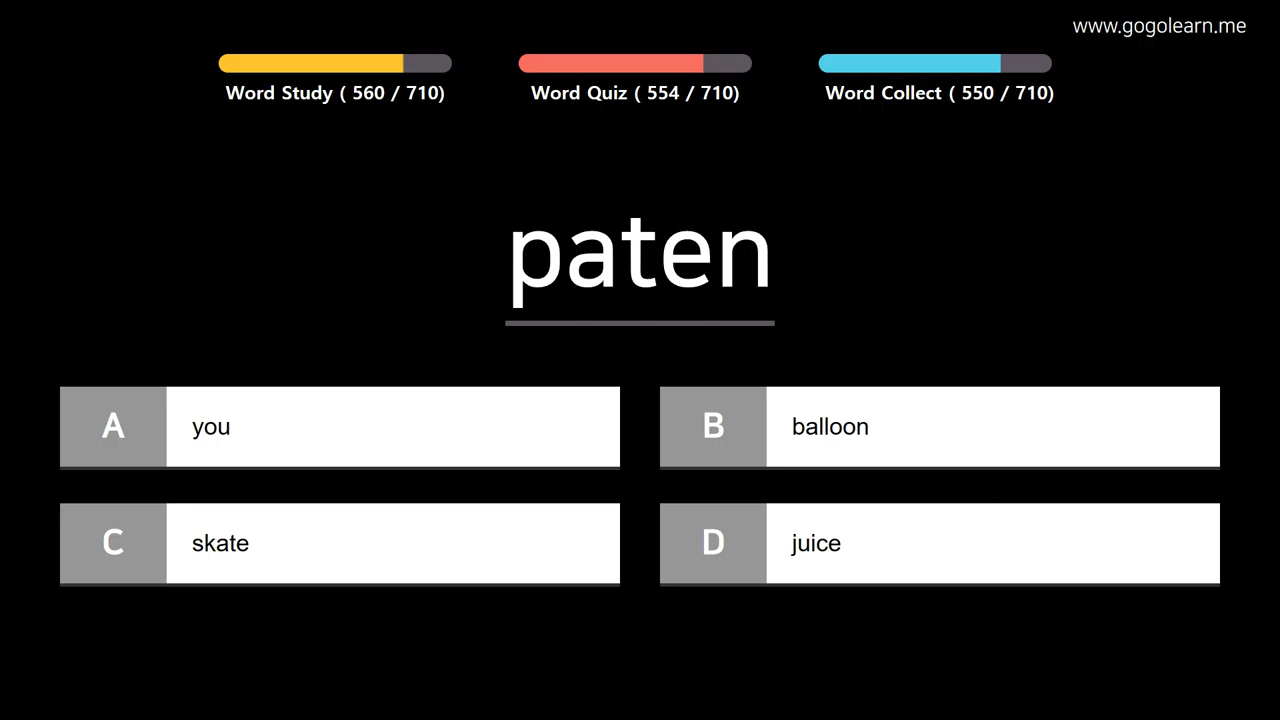 www.gogolearn.me
Word Study ( 560 / 710)
Word Quiz ( 554 / 710)
Word Collect ( 550 / 710)
paten
A you
B balloon
C skate
D juice